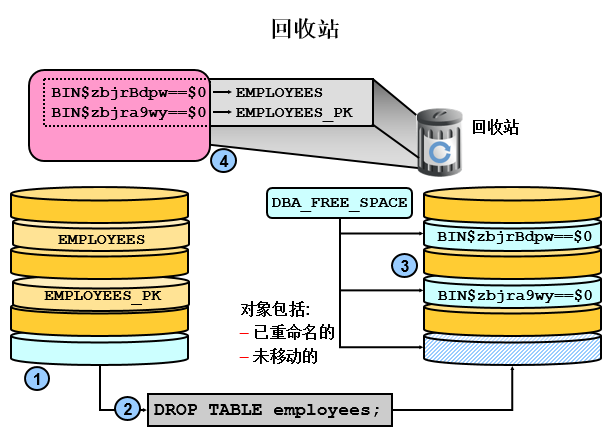 回收站
BIN$zbjrBdpw==$0 EMPLOYEES
BIN$zbjra9wy==$0 EMPLOYEES_PK
回收站
4
DBA_FREE_SPACE
EMPLOYEES
BIN$zbjrBdpw==$0
3
EMPLOYEES_PK
BIN$zbjra9wy==$0
对象包括:
– 已重命名的
– 未移动的
1
2
DROP TABLE employees;